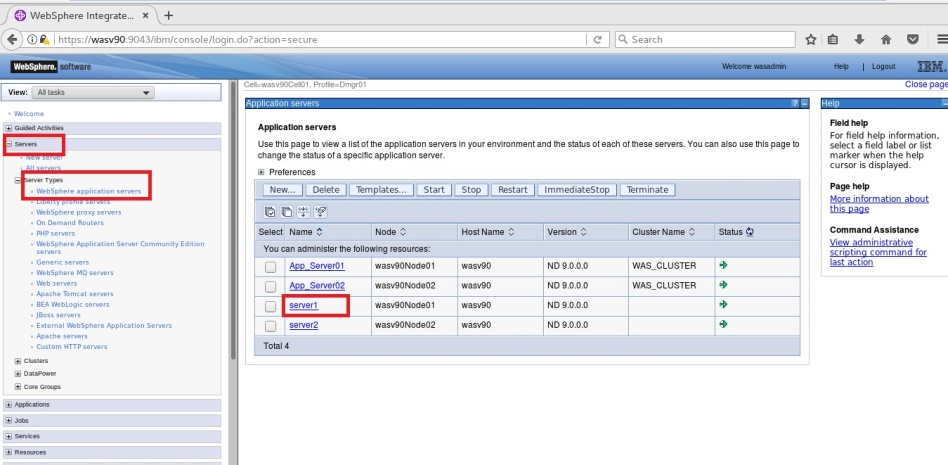 WebSphere Integrate... ×
https://wasv90:9043/ibm/console/login.do?action=secure
Search
WebSphere. software
Welcome wasadmin
Help | Logout
IBM.
View: All tasks
Cell=wasv90Cell01, Profile=Dmgr01
Close page
Welcome
Guided Activities
Servers
New server
All servers
Server Types
WebSphere application servers
Liberty profile servers
WebSphere proxy servers
On Demand Routers
PHP servers
WebSphere Application Server Community Edition
servers
Generic servers
WebSphere MQ servers
Web servers
Apache Tomcat servers
BEA WebLogic servers
JBoss servers
External WebSphere Application Servers
Apache servers
Custom HTTP servers
Clusters
DataPower
Core Groups
Applications
Jobs
Services
Resources
Application servers
Application servers
Use this page to view a list of the application servers in your environment and the status of each of these servers. You can also use this page to
change the status of a specific application server.
Preferences
New... Delete Templates... Start Stop Restart ImmediateStop Terminate
Select Name Node Host Name Version Cluster Name Status
You can administer the following resources:
App_Server01 wasv90Node01 wasv90 ND 9.0.0.0 WAS_CLUSTER
App_Server02 wasv90Node02 wasv90 ND 9.0.0.0 WAS_CLUSTER
server1 wasv90Node01 wasv90 ND 9.0.0.0
server2 wasv90Node02 wasv90 ND 9.0.0.0
Total 4
Help
Field help
For field help information,
select a field label or list
marker when the help
cursor is displayed.
Page help
More information about
this page
Command Assistance
View administrative
scripting command for
last action